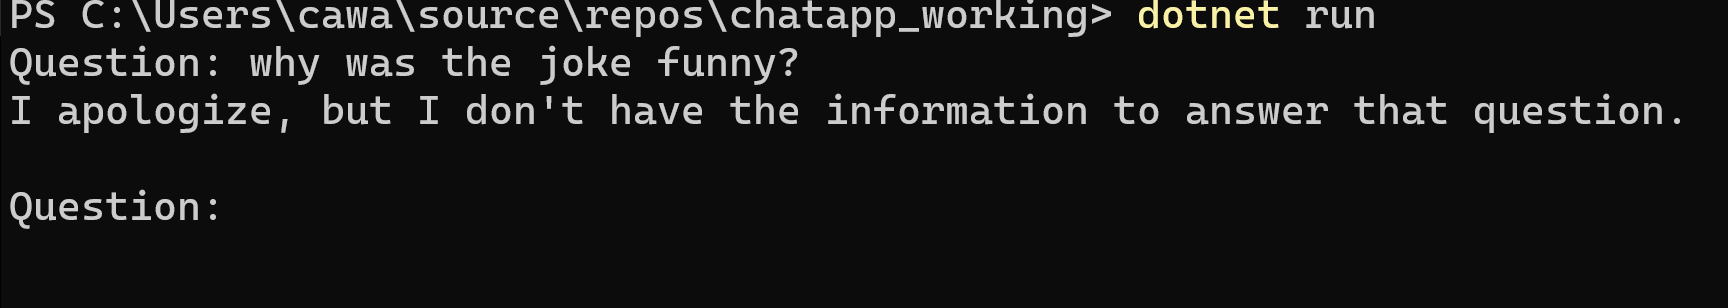 PS C:\Users\cawa\source\repos\chatapp_working> dotnet run
Question: why was the joke funny?
I apologize, but I don't have the information to answer that question.
Question: